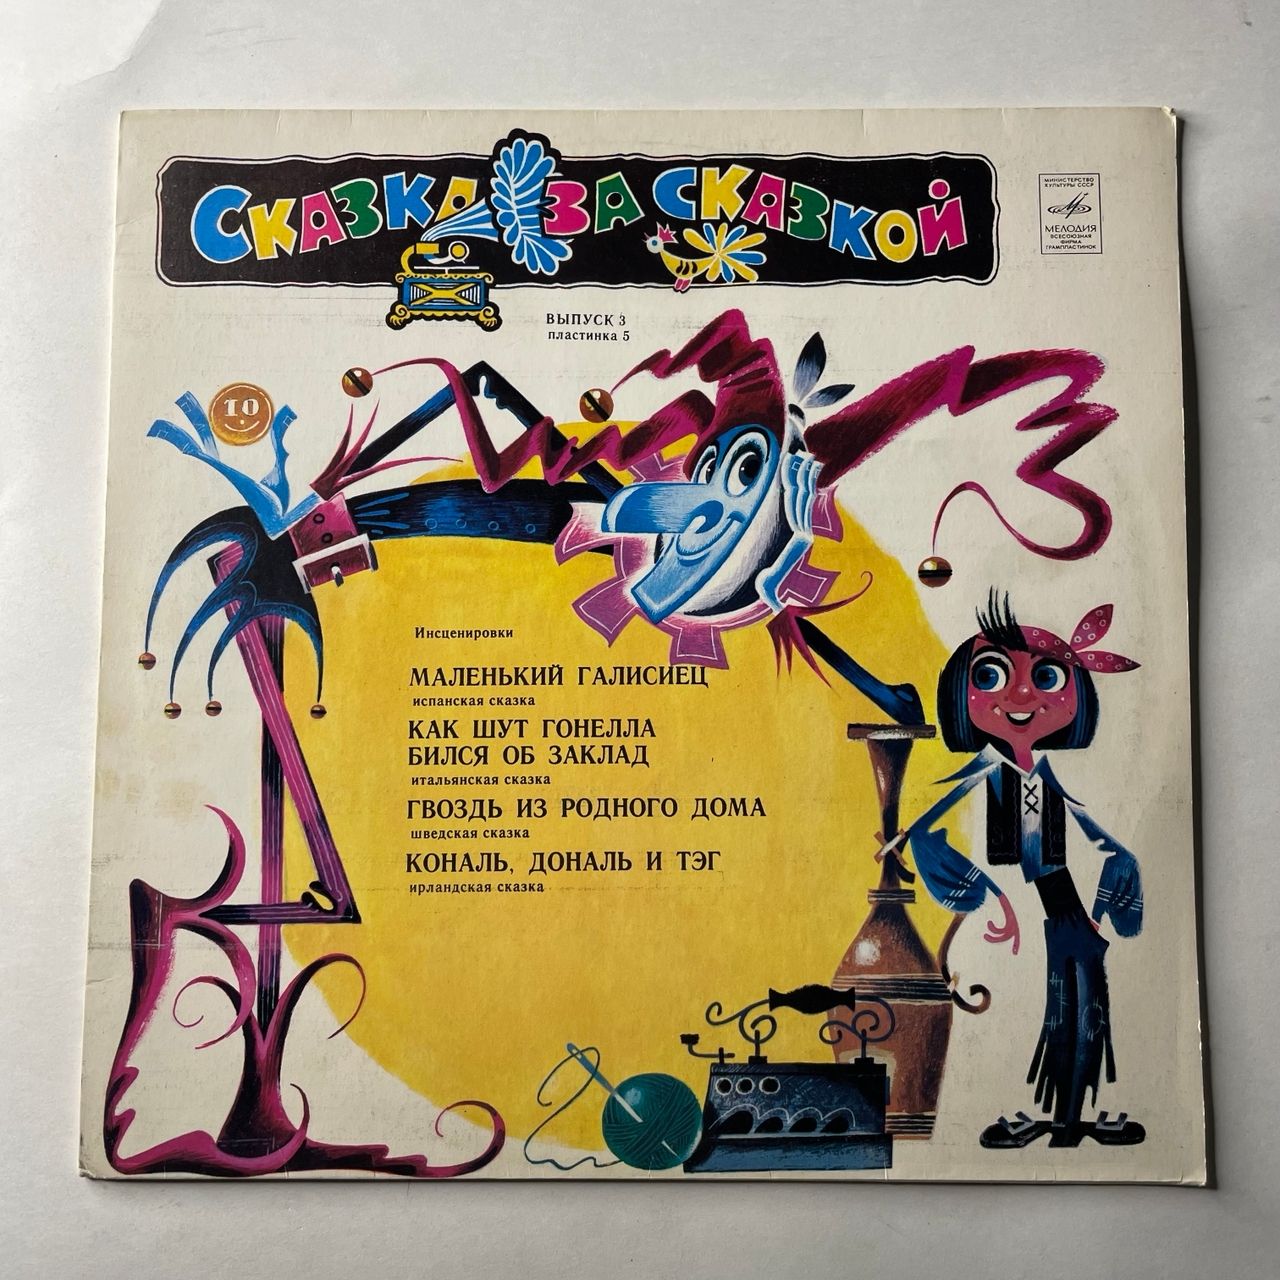 СКАЗКА ЗА СКАЗКОЙ
МИНИСТЕРСТВО
КУЛЬТУРЫ СССР
МЕЛОДИЯ
ВСЕСОЮЗНАЯ
ФИРМА
ГРАМПЛАСТИНОК
ВЫПУСК 3
пластинка 5
10
Инсценировки
МАЛЕНЬКИЙ ГАЛИСИЕЦ
испанская сказка
КАК ШУТ ГОНЕЛЛА
БИЛСЯ ОБ ЗАКЛАД
итальянская сказка
ГВОЗДЬ ИЗ РОДНОГО ДОМА
шведская сказка
КОНАЛЬ, ДОНАЛЬ И ТЭГ
ирландская сказка